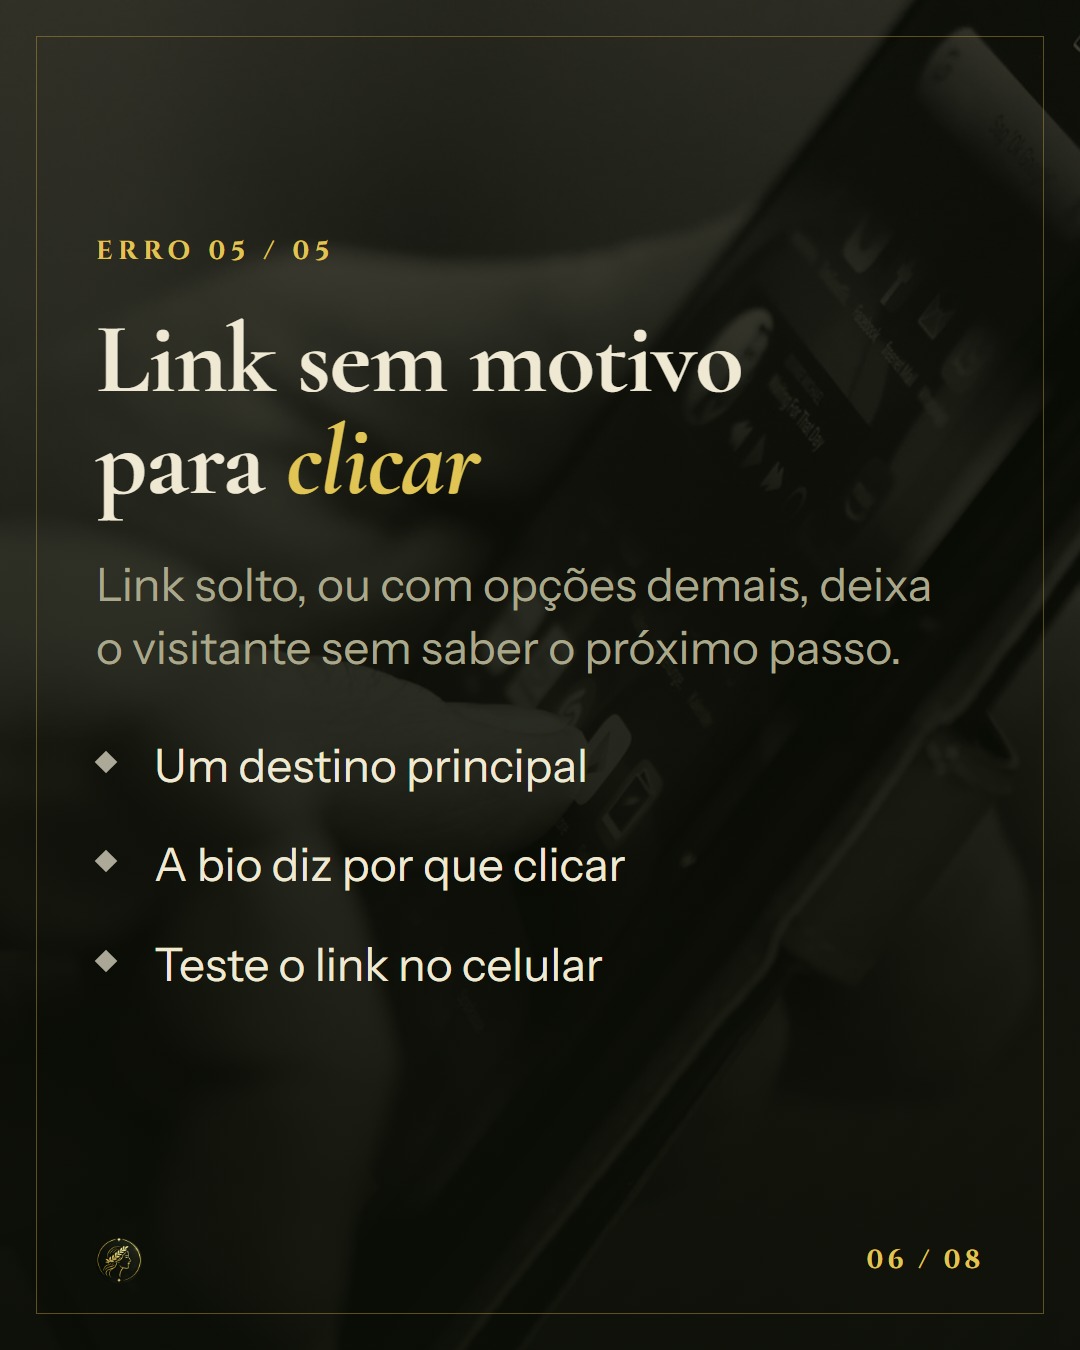 ERRO 05 / 05
Link sem motivo
para clicar
Link solto, ou com opções demais, deixa
o visitante sem saber o próximo passo.
Um destino principal
A bio diz por que clicar
Teste o link no celular
06 / 08